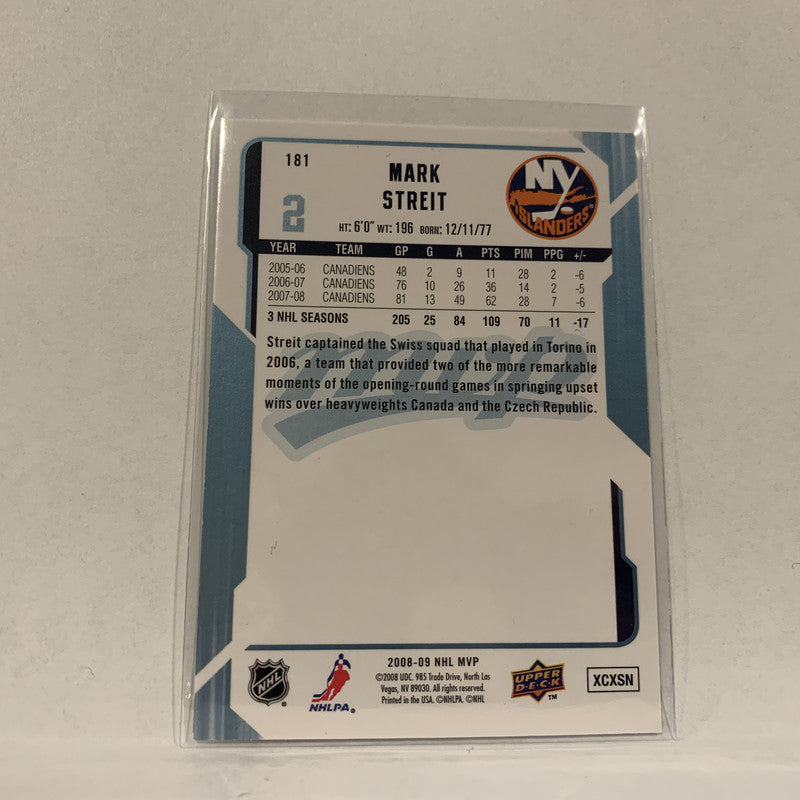 181
MARK
STREIT
2
HT: 6'0" WT: 196 BORN: 12/11/77
NY
ISLANDERS
YEAR TEAM GP G A PTS PIM PPG +/-
2005-06 CANADIENS 48 2 9 11 28 2 -6
2006-07 CANADIENS 76 10 26 36 14 2 -5
2007-08 CANADIENS 81 13 49 62 28 7 -6
3 NHL SEASONS 205 25 84 109 70 11 -17
Streit captained the Swiss squad that played in Torino in
2006, a team that provided two of the more remarkable
moments of the opening-round games in springing upset
wins over heavyweights Canada and the Czech Republic.
mvp
NHL
NHLPA®
2008-09 NHL MVP
©2008 UDC. 985 Trade Drive, North Las
Vegas, NV 89030. All rights reserved.
Printed in the USA. ©NHLPA. ©NHL
UPPER
D·E·C·K
TM
XCXSN